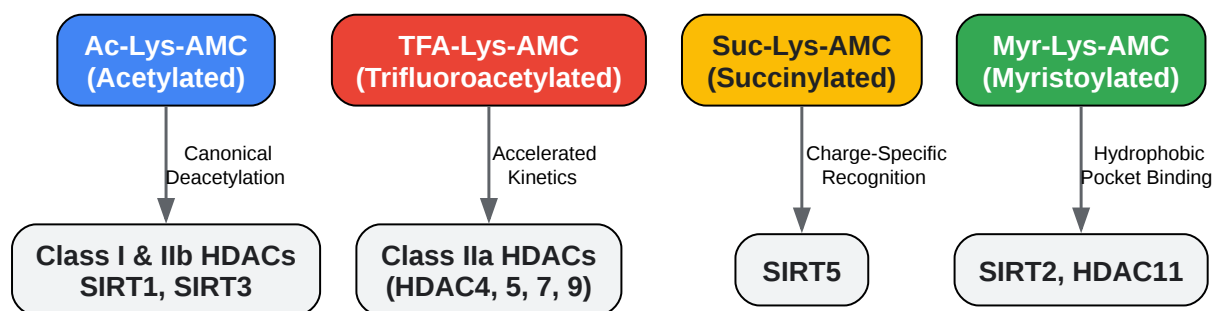 Ac-Lys-AMC
(Acetylated)
TFA-Lys-AMC
(Trifluoroacetylated)
Suc-Lys-AMC
(Succinylated)
Myr-Lys-AMC
(Myristoylated)
Canonical
Deacetylation
Accelerated
Kinetics
Charge-Specific
Recognition
Hydrophobic
Pocket Binding
Class I & IIb HDACs
SIRT1, SIRT3
Class IIa HDACs
(HDAC4, 5, 7, 9)
SIRT5
SIRT2, HDAC11